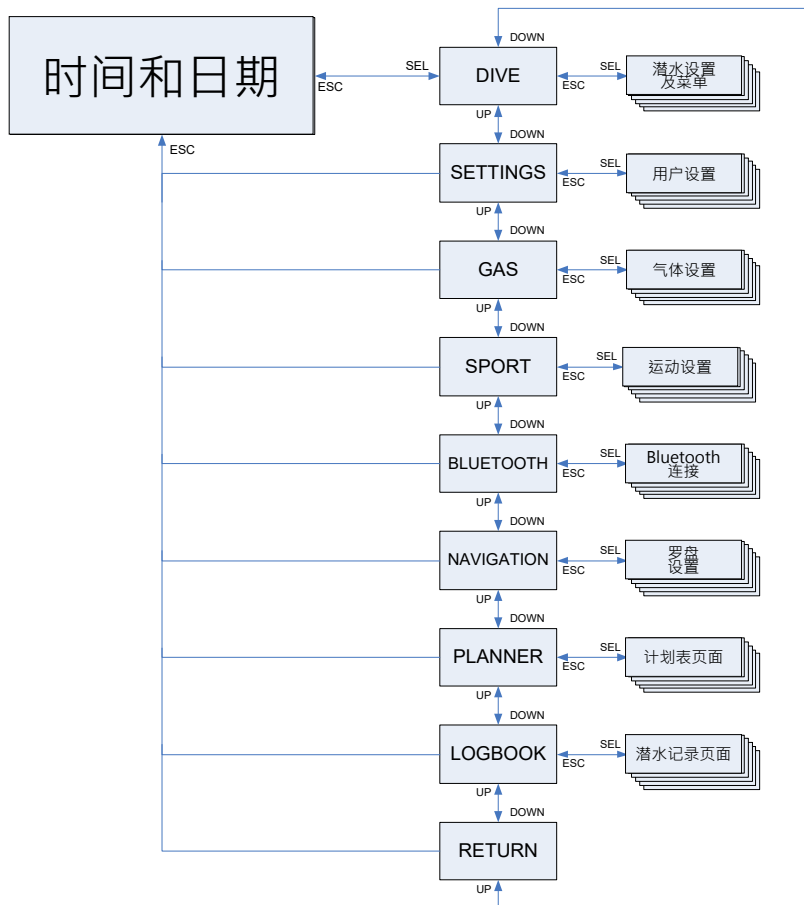 DOWN
时间和日期
SEL
ESC
DIVE
SEL
ESC
潜水设置
及菜单
UP
DOWN
ESC
SETTINGS
SEL
ESC
用户设置
UP
DOWN
GAS
SEL
ESC
气体设置
UP
DOWN
SPORT
SEL
ESC
运动设置
UP
DOWN
BLUETOOTH
SEL
ESC
Bluetooth
连接
UP
DOWN
NAVIGATION
SEL
ESC
罗盘
设置
UP
DOWN
PLANNER
SEL
ESC
计划表页面
UP
DOWN
LOGBOOK
SEL
ESC
潜水记录页面
UP
DOWN
RETURN
UP